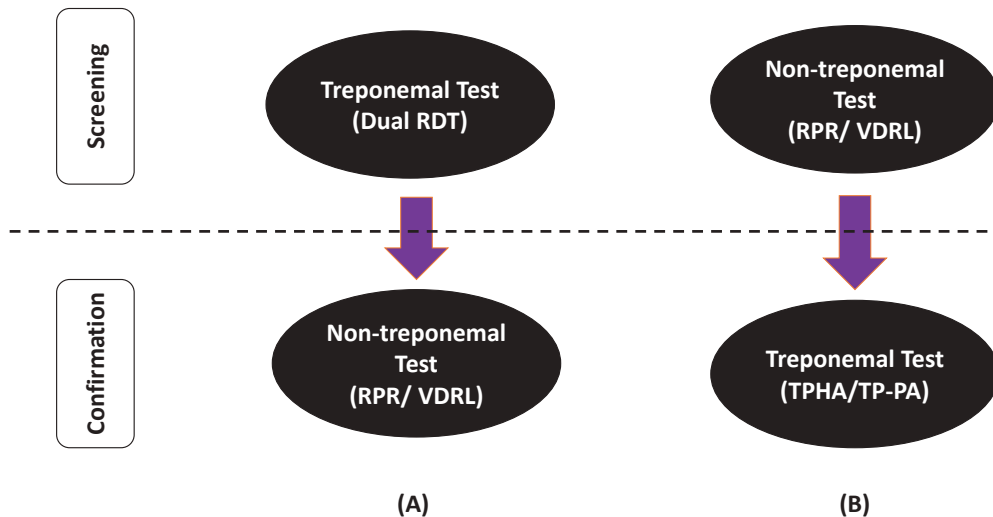 Screening
Treponemal Test
(Dual RDT)
Non-treponemal
Test
(RPR/ VDRL)
Confirmation
Non-treponemal
Test
(RPR/ VDRL)
Treponemal Test
(TPHA/TP-PA)
(A)
(B)